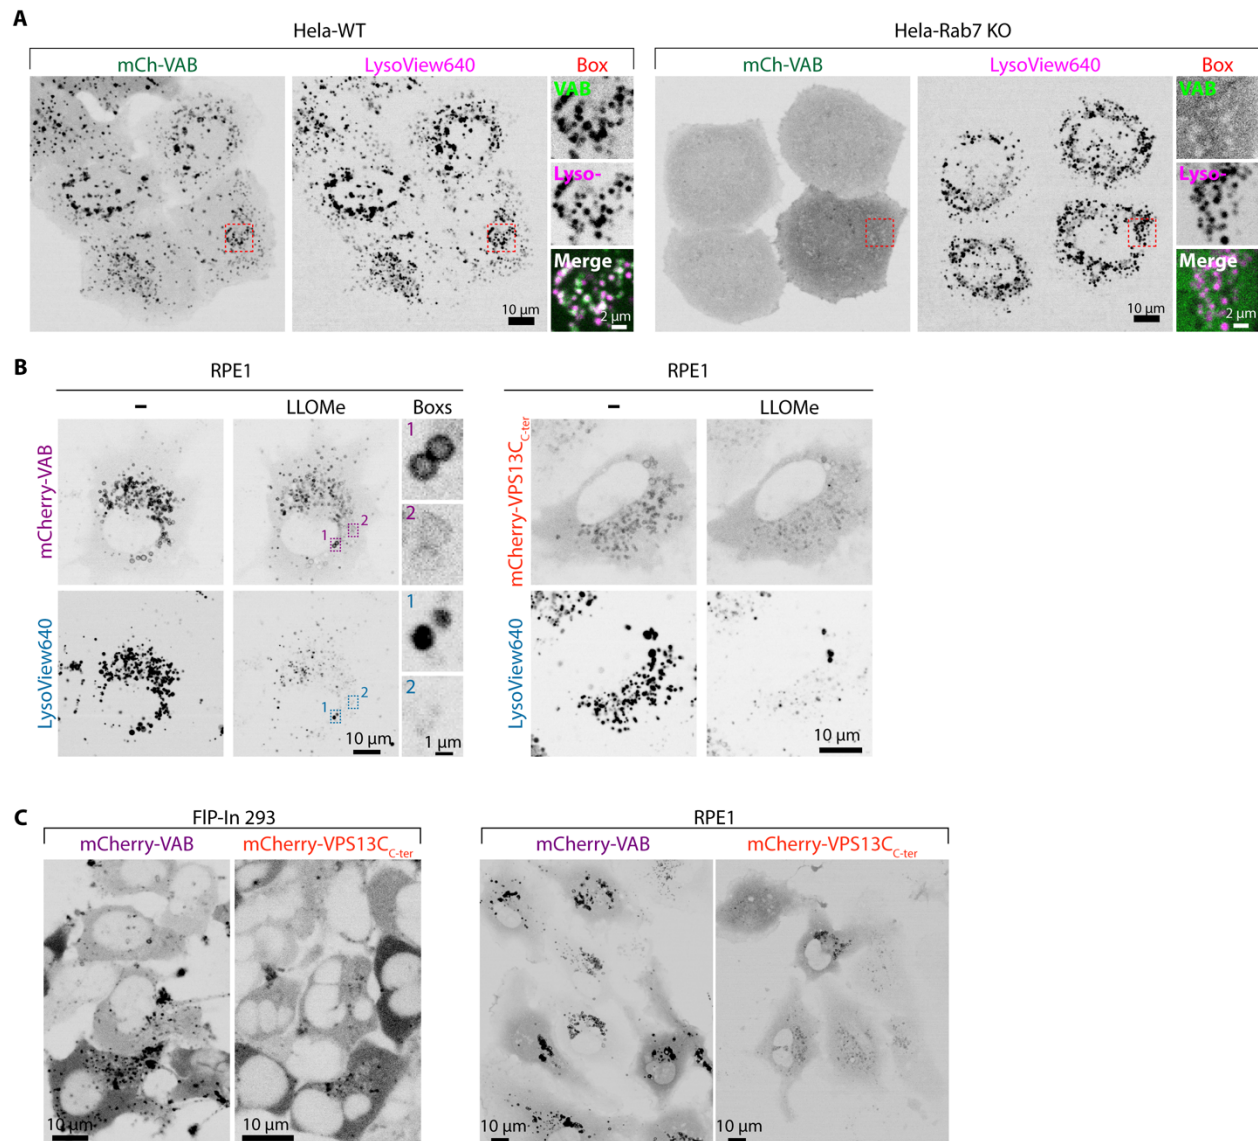 A
Hela-WT
Hela-Rab7 KO
mCh-VAB
LysoView640
Box
mCh-VAB
LysoView640
Box
VAB
VAB
Lyso-
Lyso-
Merge
Merge
10 µm
2 µm
10 µm
2 µm
B
RPE1
RPE1
–
LLOMe
Boxs
–
LLOMe
mCherry-VAB
1
2
1
2
mCherry-VPS13C C-ter
LysoView640
1
2
1
2
10 µm
1 µm
LysoView640
10 µm
C
FlP-In 293
RPE1
mCherry-VAB
mCherry-VPS13C C-ter
mCherry-VAB
mCherry-VPS13C C-ter
10 µm
10 µm
10 µm
10 µm